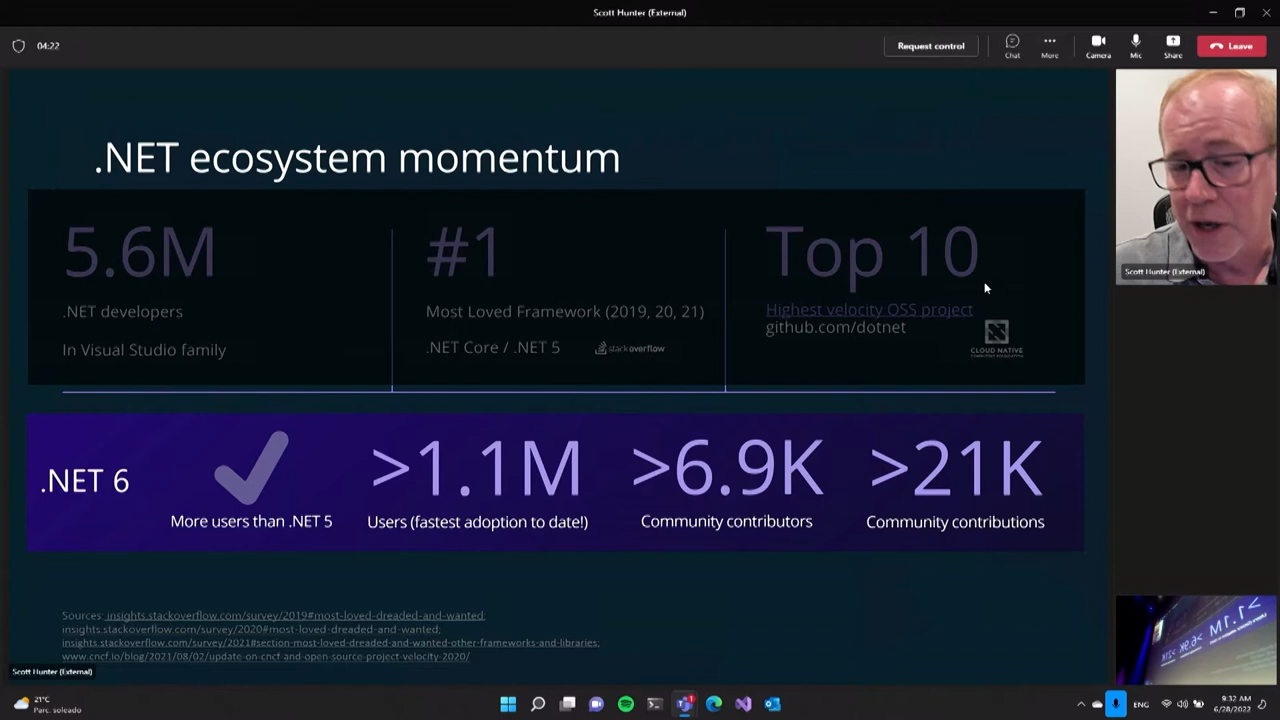 Scott Hunter (External)
04:22
Request control
Chat
More
Camera
Mic
Share
Leave
.NET ecosystem momentum
5.6M
.NET developers
In Visual Studio family
#1
Most Loved Framework (2019, 20, 21)
.NET Core / .NET 5
stackoverflow
Top 10
Highest velocity OSS project
github.com/dotnet
CLOUD NATIVE
COMPUTING FOUNDATION
.NET 6
More users than .NET 5
>1.1M
Users (fastest adoption to date!)
>6.9K
Community contributors
>21K
Community contributions
Sources: insights.stackoverflow.com/survey/2019#most-loved-dreaded-and-wanted;
insights.stackoverflow.com/survey/2020#most-loved-dreaded-and-wanted;
insights.stackoverflow.com/survey/2021#section-most-loved-dreaded-and-wanted-other-frameworks-and-libraries;
www.cncf.io/blog/2021/08/02/update-on-cncf-and-open-source-project-velocity-2020/
Scott Hunter (External)
Scott Hunter (External)
21°C
Parc. soleado
ENG
9:32 AM
6/28/2022